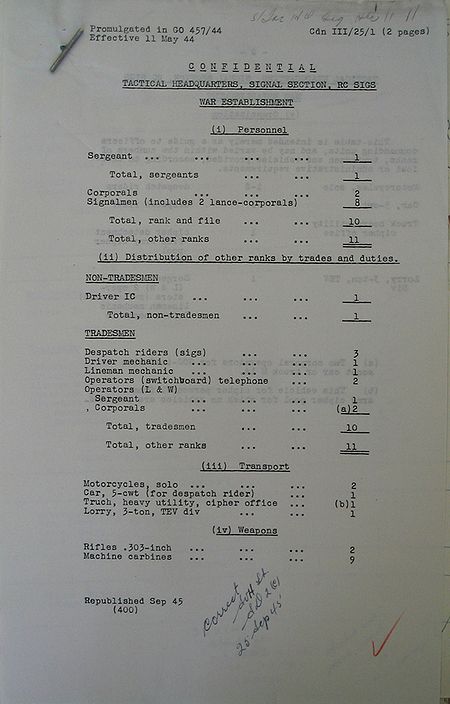 Promulgated in GO 457/44 Cdn III/25/1 (2 pages)
Effective 11 May 44
CONFIDENTIAL
TACTICAL HEADQUARTERS, SIGNAL SECTION, RC SIGS
WAR ESTABLISHMENT
(i) Personnel
Sergeant ... ... ... ... 1
Total, sergeants ... ... 1
Corporals ... ... ... 2
Signalmen (includes 2 lance-corporals) ... 8
Total, rank and file ... ... 10
Total, other ranks ... ... 11
(ii) Distribution of other ranks by trades and duties.
NON-TRADESMEN
Driver IC ... ... ... 1
Total, non-tradesmen ... ... 1
TRADESMEN
Despatch riders (sigs) ... ... 3
Driver mechanic ... ... ... 1
Lineman mechanic ... ... ... 1
Operators (switchboard) telephone ... ... 2
Operators (L & W)
Sergeant ... ... ... 1
Corporals ... ... ... (a)2
Total, tradesmen ... ... 10
Total, other ranks ... ... 11
(iii) Transport
Motorcycles, solo ... ... ... 2
Car, 5-cwt (for despatch rider) ... 1
Truch, heavy utility, cipher office ... (b)1
Lorry, 3-ton, TEV div ... ... 1
(iv) Weapons
Rifles .303-inch ... ... ... 2
Machine carbines ... ... ... 9
Republished Sep 45
(400)
Correct
SD 2(c)
25 Sep 45